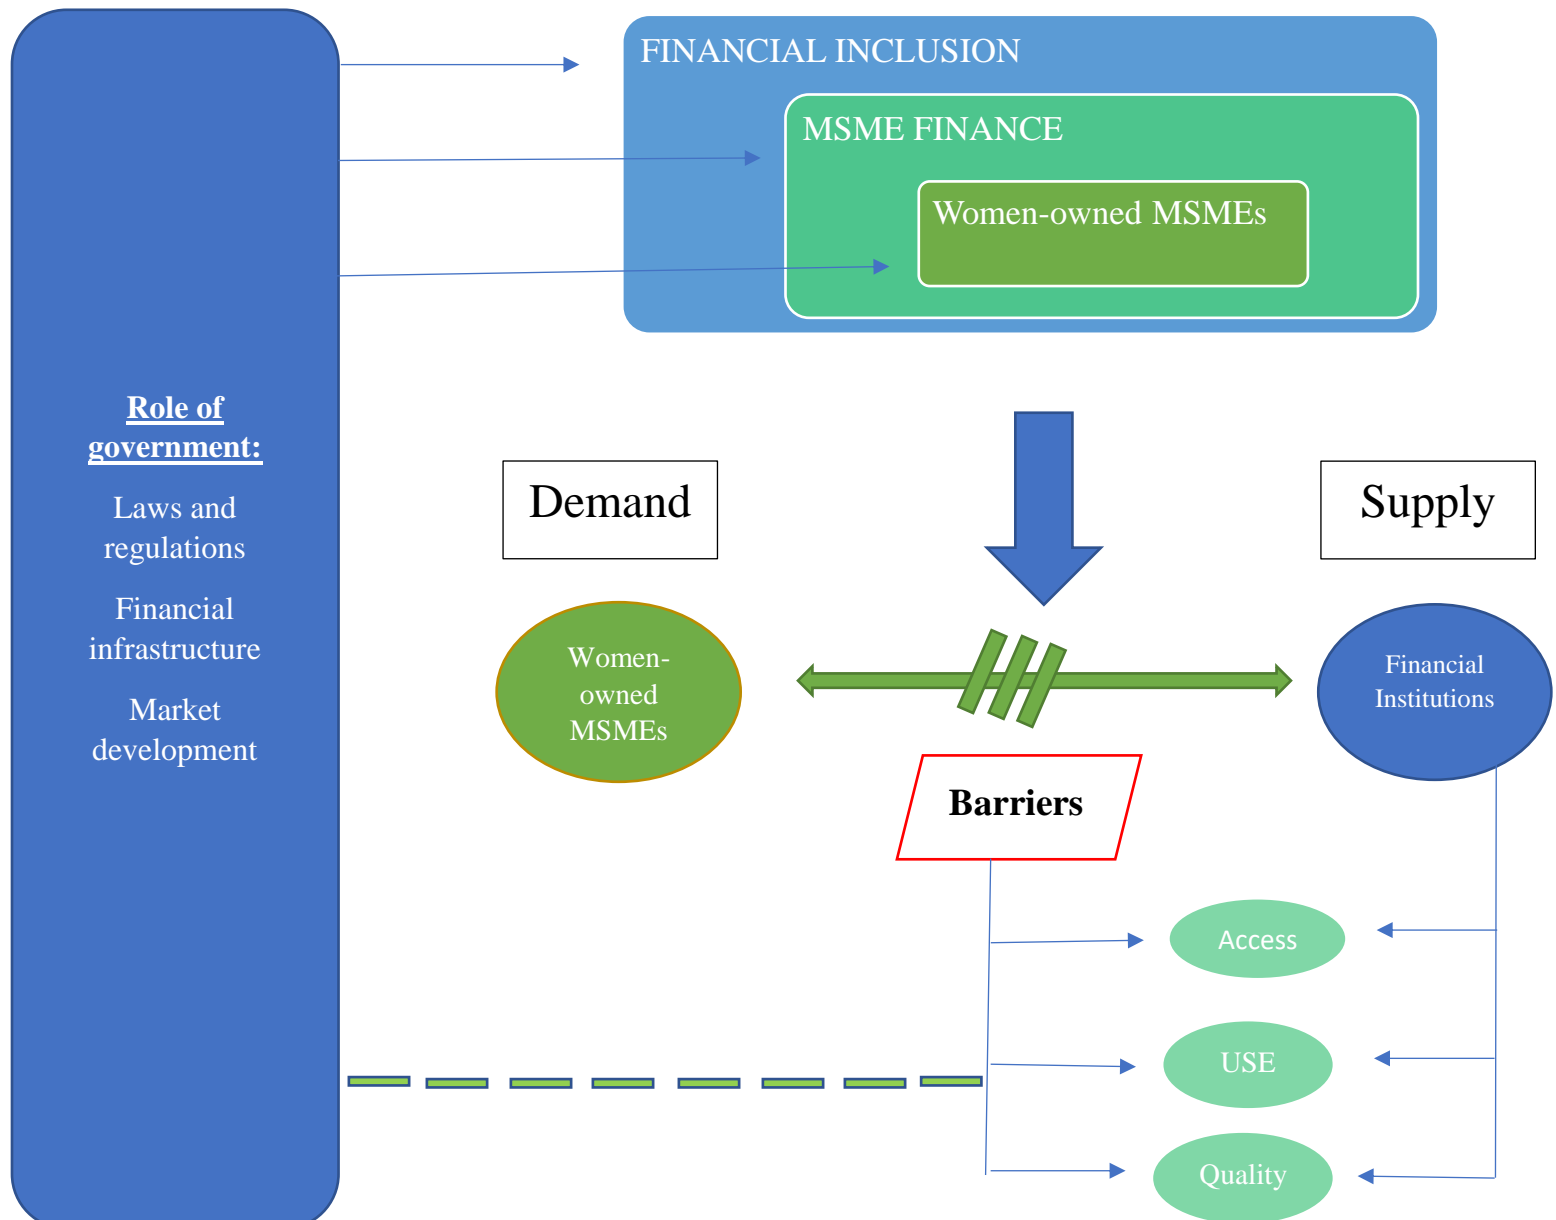 FINANCIAL INCLUSION
MSME FINANCE
Women-owned MSMEs
Role of
government:
Laws and
regulations
Financial
infrastructure
Market
development
Demand
Supply
Women-
owned
MSMEs
Financial
Institutions
Barriers
Access
USE
Quality